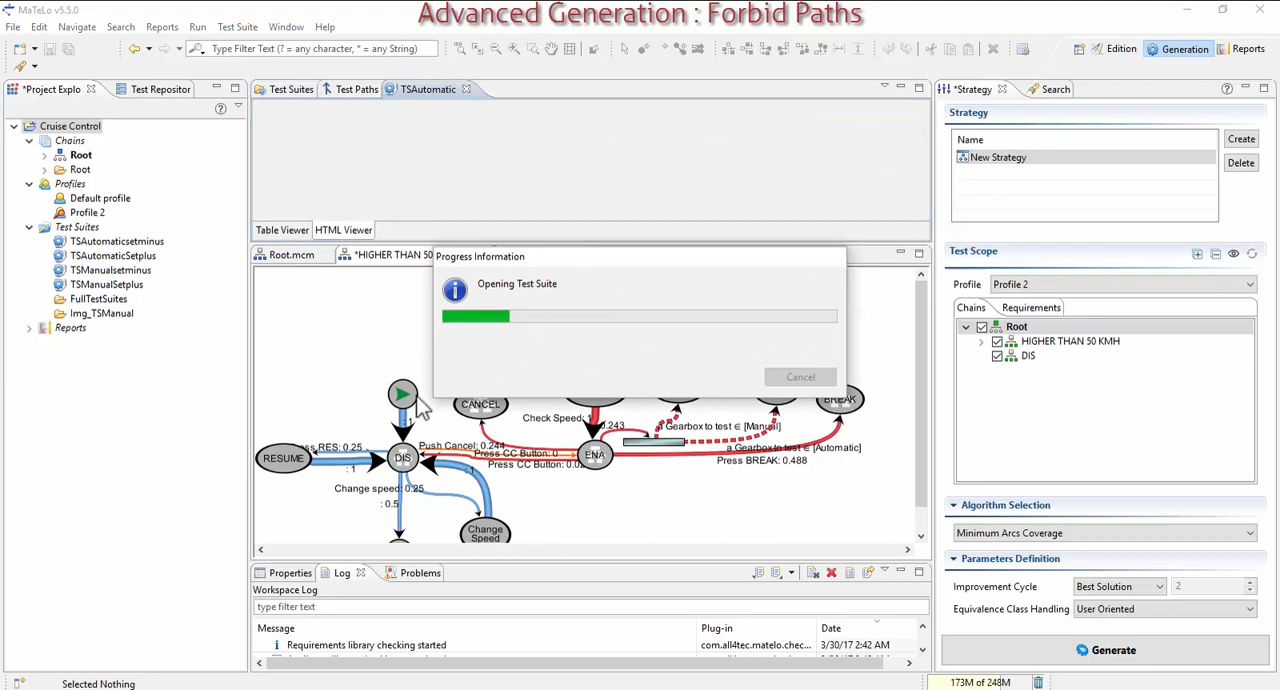 Advanced Generation : Forbid Paths
MaTeLo v5.5.0
File Edit Navigate Search Reports Run Test Suite Window Help
Type Filter Text (? = any character, * = any String)
Edition Generation Reports
*Project Explo Test Repositor
Cruise Control
Chains
Root
Root
Profiles
Default profile
Profile 2
Test Suites
TSAutomaticsetminus
TSAutomaticSetplus
TSManualsetminus
TSManualSetplus
FullTestSuites
Img_TSManual
Reports
Test Suites Test Paths TSAutomatic
Table Viewer HTML Viewer
Root.mcm *HIGHER THAN 50
Progress Information
Opening Test Suite
Cancel
CANCEL
Check Speed: 1
0.243
a Gearbox to test ∈ [Manual]
BREAK
RES: 0.25
Push Cancel: 0.244
Press CC Button: 0
Press CC Button: 0.02
a Gearbox to test ∈ [Automatic]
Press BREAK: 0.488
RESUME
DIS
ENA
: 1
: 1
Change speed: 0.25
: 0.5
Change
Speed
Properties Log Problems
Workspace Log
type filter text
Message Plug-in Date
Requirements library checking started com.all4tec.matelo.chec... 3/30/17 2:42 AM
*Strategy Search
Strategy
Name
New Strategy
Create
Delete
Test Scope
Profile Profile 2
Chains Requirements
Root
HIGHER THAN 50 KMH
DIS
Algorithm Selection
Minimum Arcs Coverage
Parameters Definition
Improvement Cycle Best Solution 2
Equivalence Class Handling User Oriented
Generate
Selected Nothing
173M of 248M